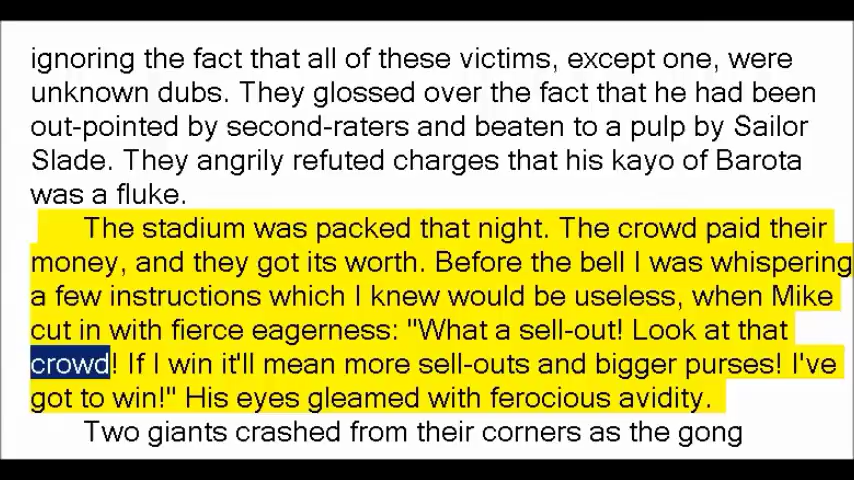 ignoring the fact that all of these victims, except one, were
unknown dubs. They glossed over the fact that he had been
out-pointed by second-raters and beaten to a pulp by Sailor
Slade. They angrily refuted charges that his kayo of Barota
was a fluke.
The stadium was packed that night. The crowd paid their
money, and they got its worth. Before the bell I was whispering
a few instructions which I knew would be useless, when Mike
cut in with fierce eagerness: "What a sell-out! Look at that
crowd! If I win it'll mean more sell-outs and bigger purses! I've
got to win!" His eyes gleamed with ferocious avidity.
Two giants crashed from their corners as the gong